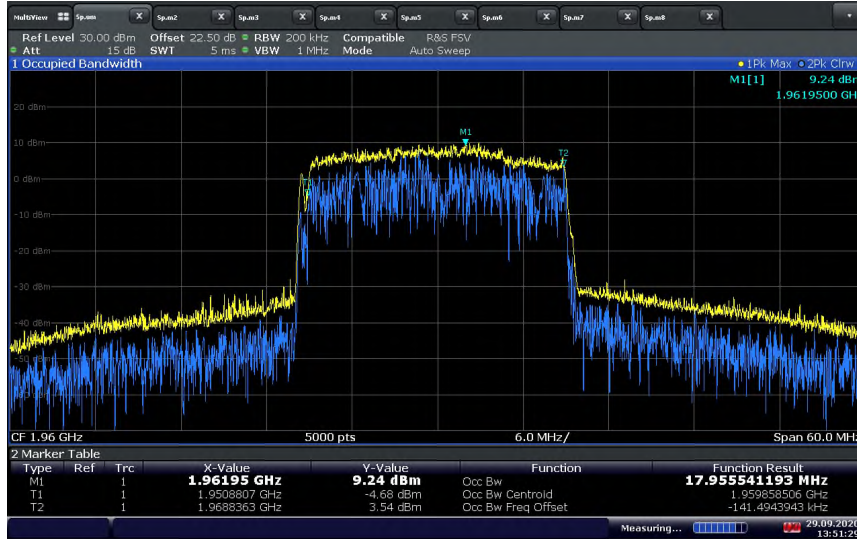 MultiView Sp.um X Sp.m2 X Sp.m3 X Sp.m4 X Sp.m5 X Sp.m6 X Sp.m7 X Sp.m8 X
Ref Level 30.00 dBm Offset 22.50 dB RBW 200 kHz Compatible R&S FSV
Att 15 dB SWT 5 ms VBW 1 MHz Mode Auto Sweep
1 Occupied Bandwidth 1Pk Max 2Pk Clrw
M1[1] 9.24 dBm
1.9619500 GH
20 dBm
M1
10 dBm
T2
0 dBm
-10 dBm
-20 dBm
-30 dBm
-40 dBm
CF 1.96 GHz 5000 pts 6.0 MHz/ Span 60.0 MHz
2 Marker Table
Type Ref Trc X-Value Y-Value Function Function Result
M1 1 1.96195 GHz 9.24 dBm Occ Bw 17.955541193 MHz
T1 1 1.9508807 GHz -4.68 dBm Occ Bw Centroid 1.959858506 GHz
T2 1 1.9688363 GHz 3.54 dBm Occ Bw Freq Offset -141.4943943 kHz
Measuring... 29.09.2020
13:51:29